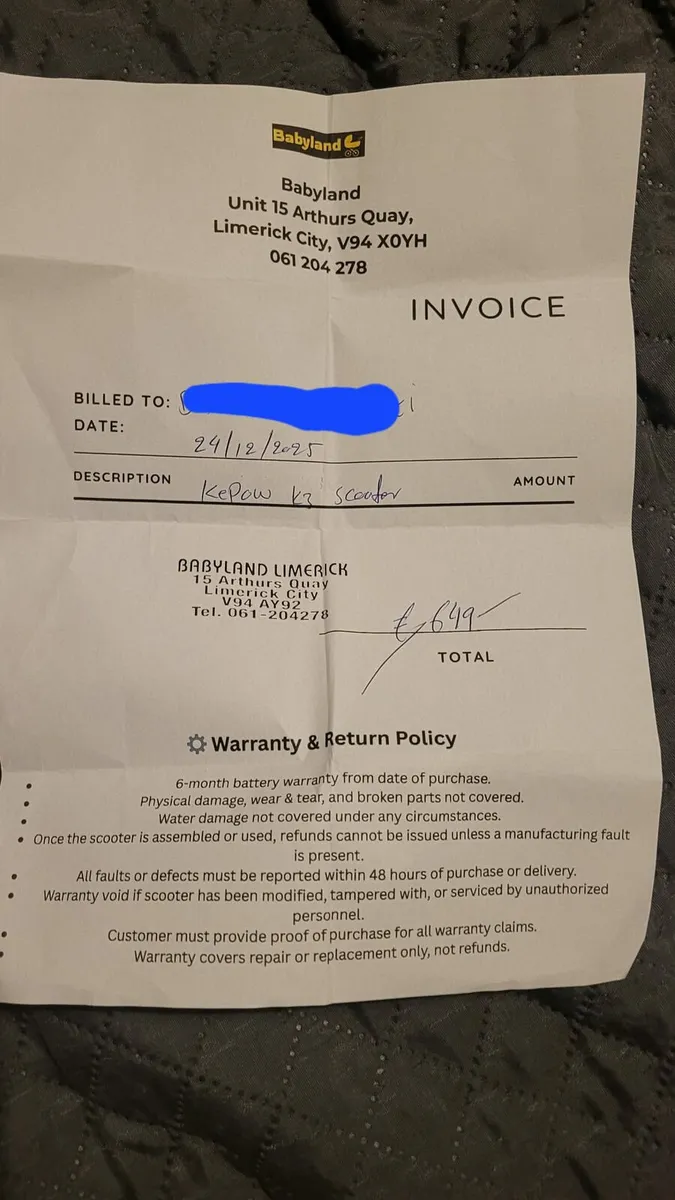 Babyland
Babyland
Unit 15 Arthurs Quay,
Limerick City, V94 X0YH
061 204 278
INVOICE
BILLED TO:
DATE: 24/12/2025
DESCRIPTION KePow K3 Scooter AMOUNT
BABYLAND LIMERICK
15 Arthurs Quay
Limerick City
V94 AY92
Tel. 061-204278
€649
TOTAL
Warranty & Return Policy
• 6-month battery warranty from date of purchase.
• Physical damage, wear & tear, and broken parts not covered.
• Water damage not covered under any circumstances.
• Once the scooter is assembled or used, refunds cannot be issued unless a manufacturing fault
is present.
• All faults or defects must be reported within 48 hours of purchase or delivery.
• Warranty void if scooter has been modified, tampered with, or serviced by unauthorized
personnel.
• Customer must provide proof of purchase for all warranty claims.
• Warranty covers repair or replacement only, not refunds.